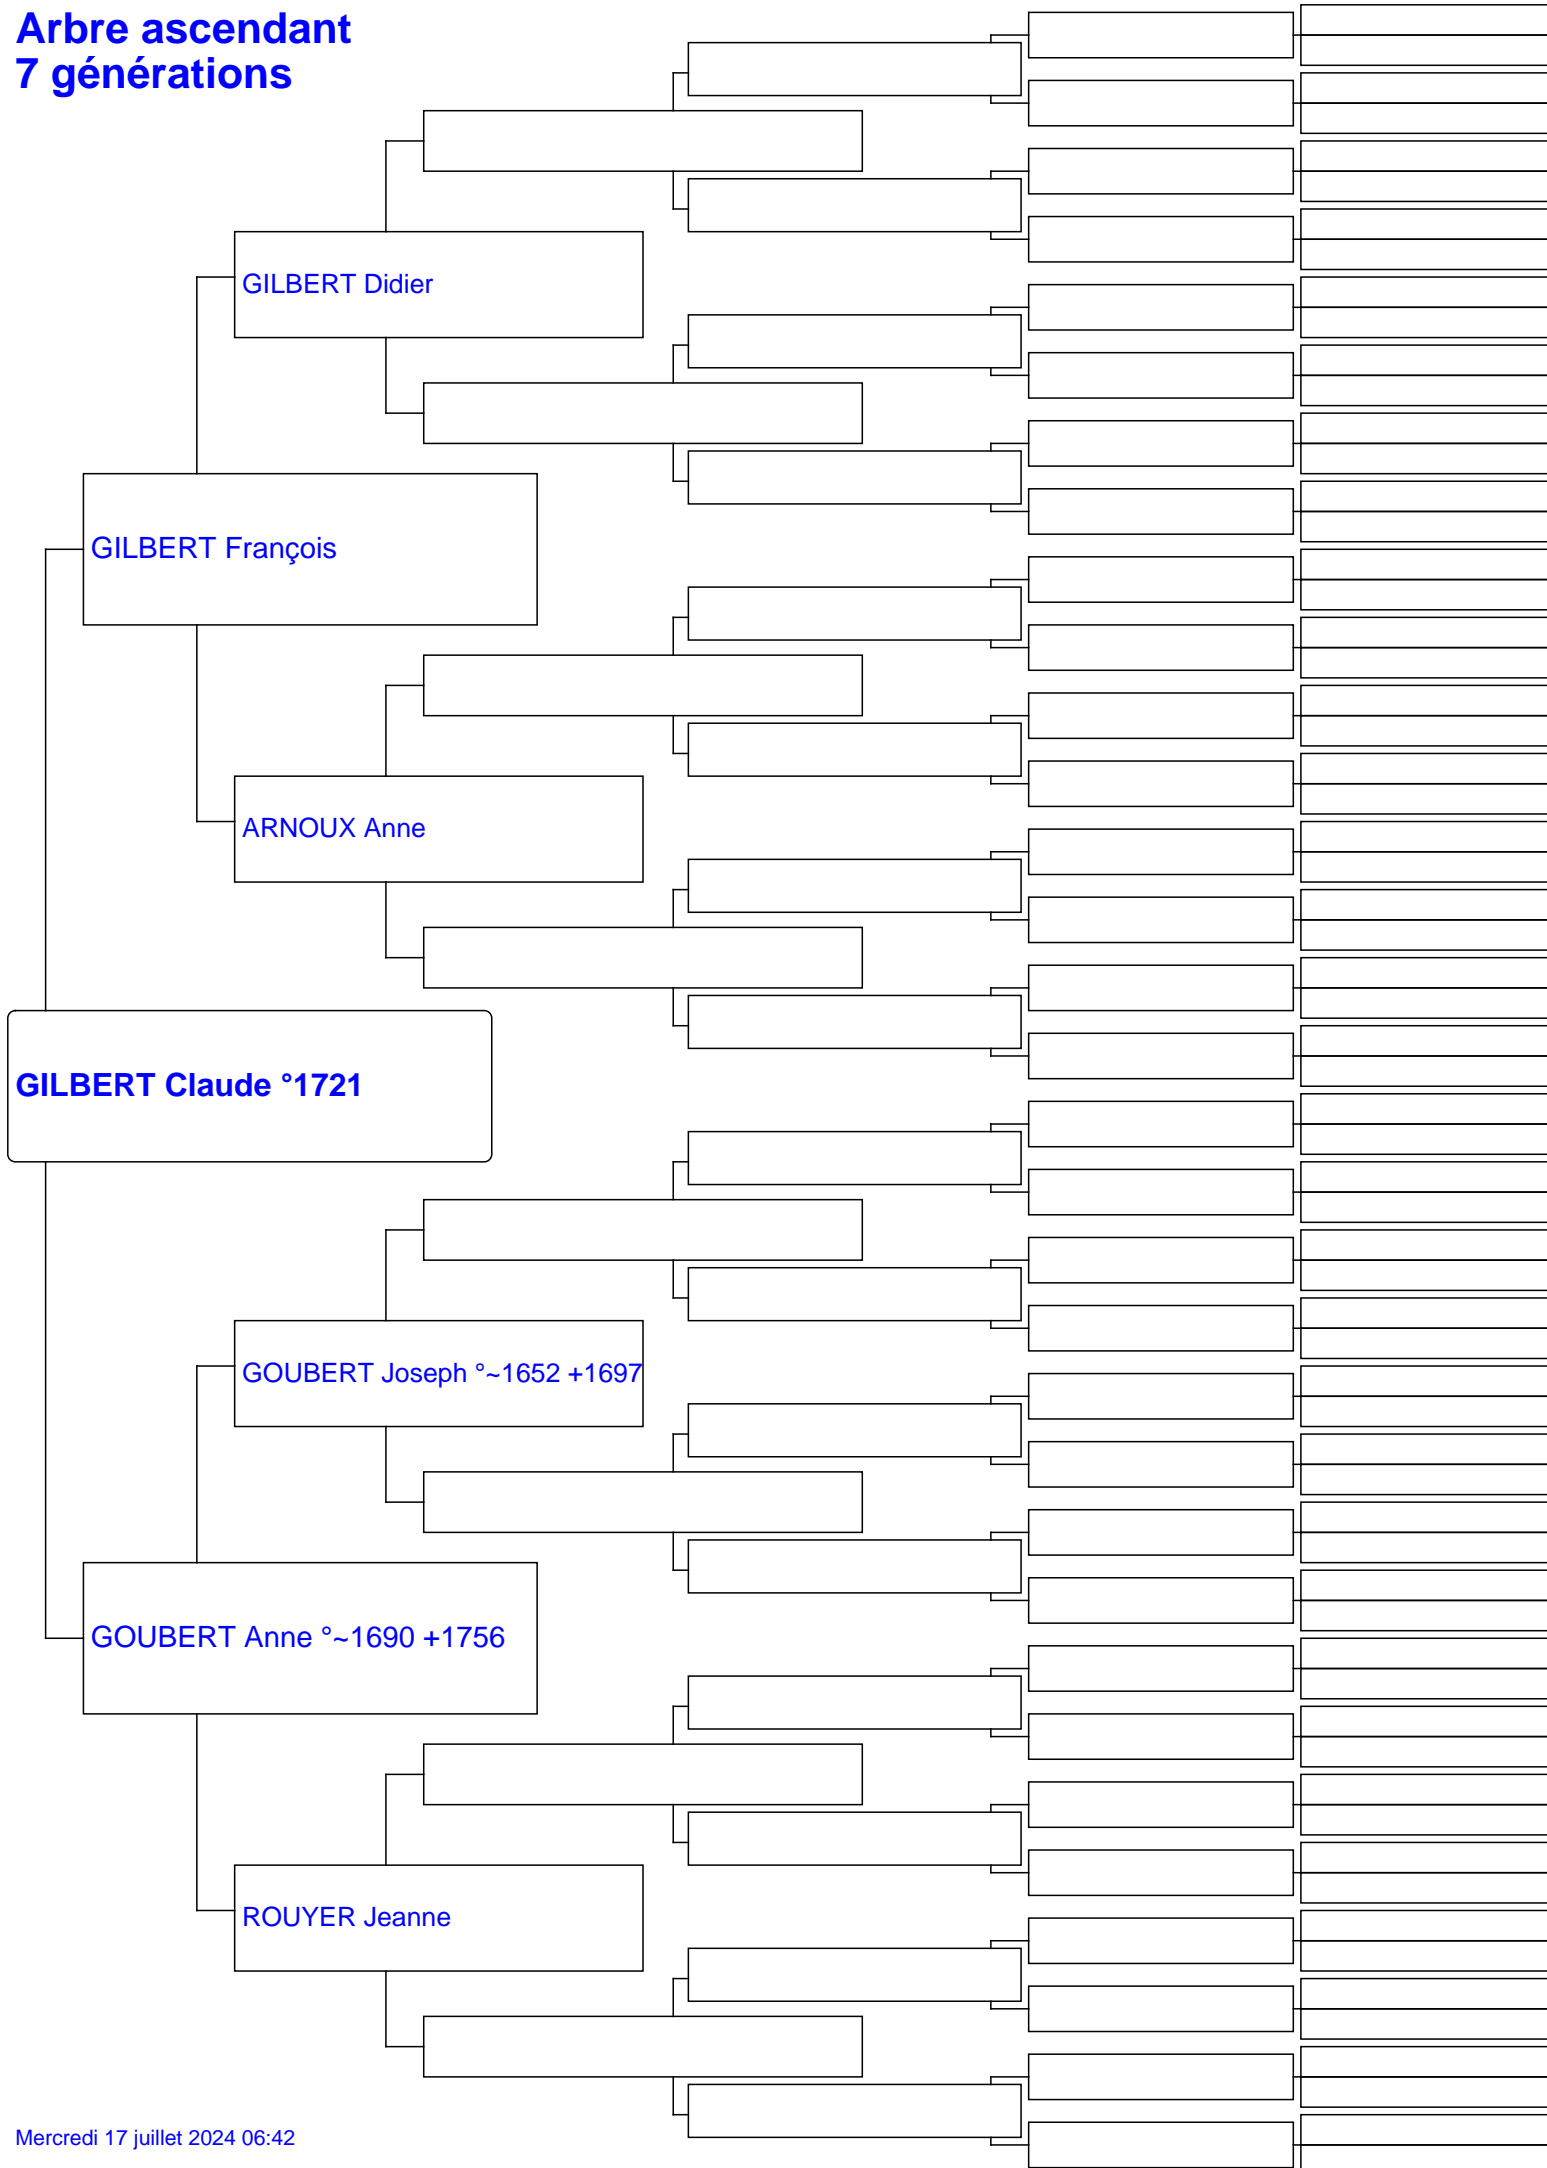 Arbre ascendant
7 générations
GILBERT Didier
GILBERT François
ARNOUX Anne
GILBERT Claude °1721
GOUBERT Joseph °~1652 +1697
GOUBERT Anne °~1690 +1756
ROUYER Jeanne
Mercredi 17 juillet 2024 06:42